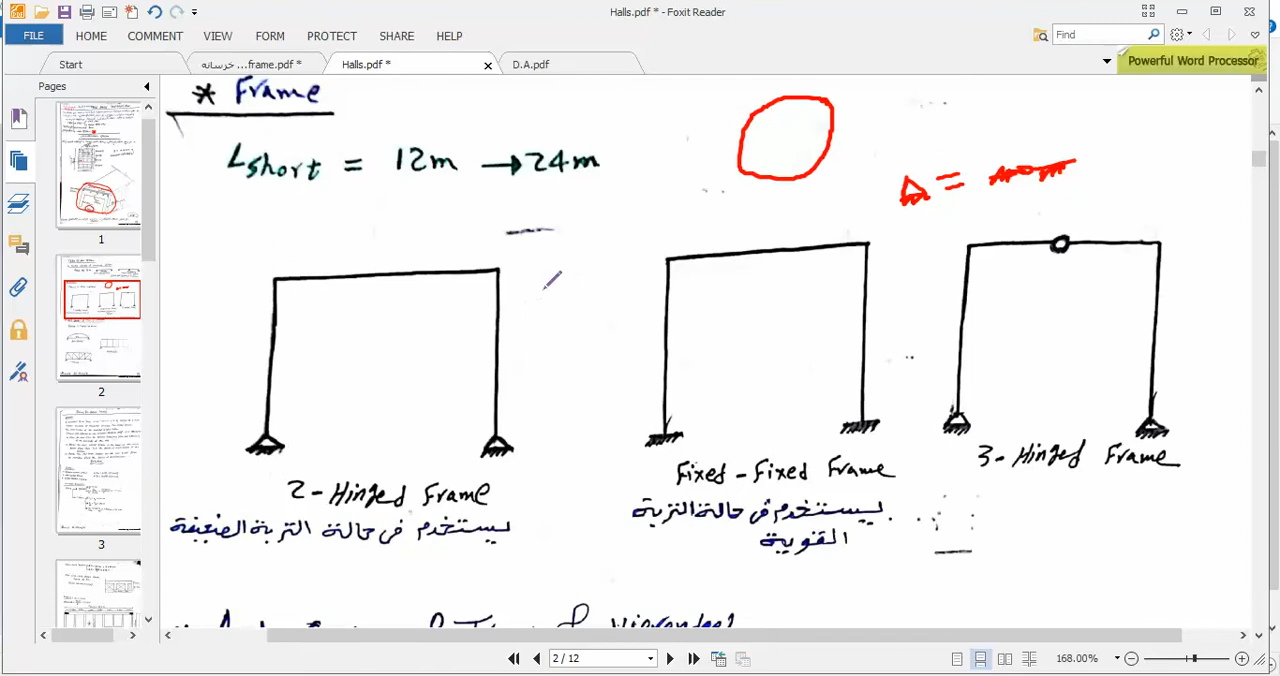 Halls.pdf * - Foxit Reader
FILE HOME COMMENT VIEW FORM PROTECT SHARE HELP
Find
Start
خرسانه ... frame.pdf *
Halls.pdf *
D.A.pdf
Powerful Word Processor
Pages
1
2
3
* Frame
Lshort = 12m → 24m
Δ =
2-Hinged Frame
يستخدم فى حالة التربة الضعيفة
Fixed-Fixed Frame
يستخدم فى حالة التربة
القوية
3-Hinged Frame
2 / 12
168.00%